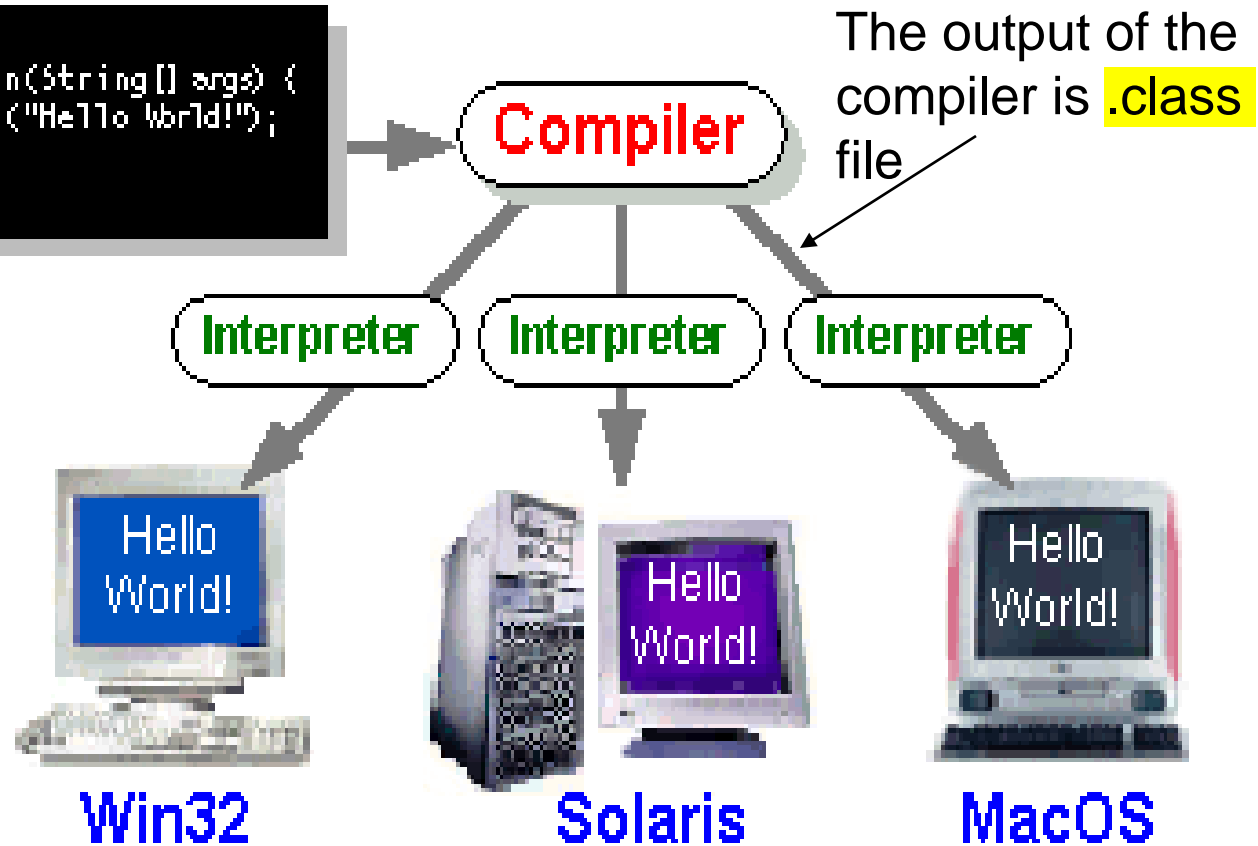 n(String[] args) {
("Hello World!");
The output of the
compiler is .class
file
Compiler
Interpreter
Interpreter
Interpreter
Hello
World!
Hello
World!
Hello
World!
Win32
Solaris
MacOS